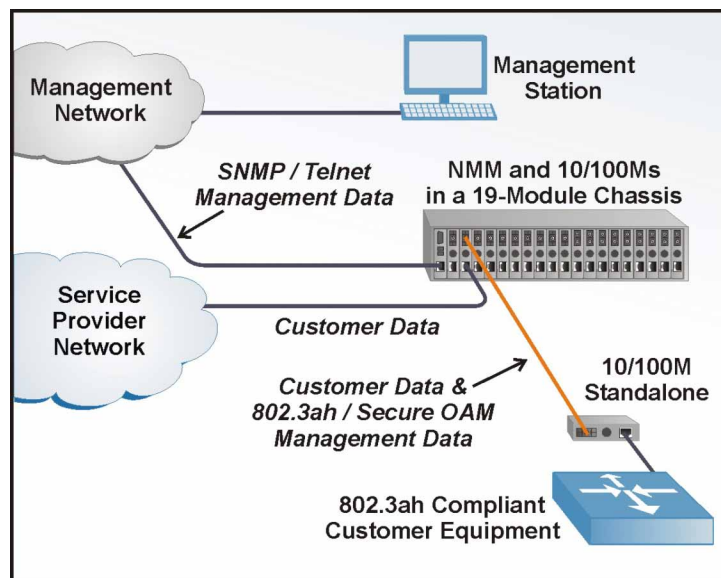 Management
Network
Management
Station
SNMP / Telnet
Management Data
NMM and 10/100Ms
in a 19-Module Chassis
Service
Provider
Network
Customer Data
Customer Data &
802.3ah / Secure OAM
Management Data
10/100M
Standalone
802.3ah Compliant
Customer Equipment